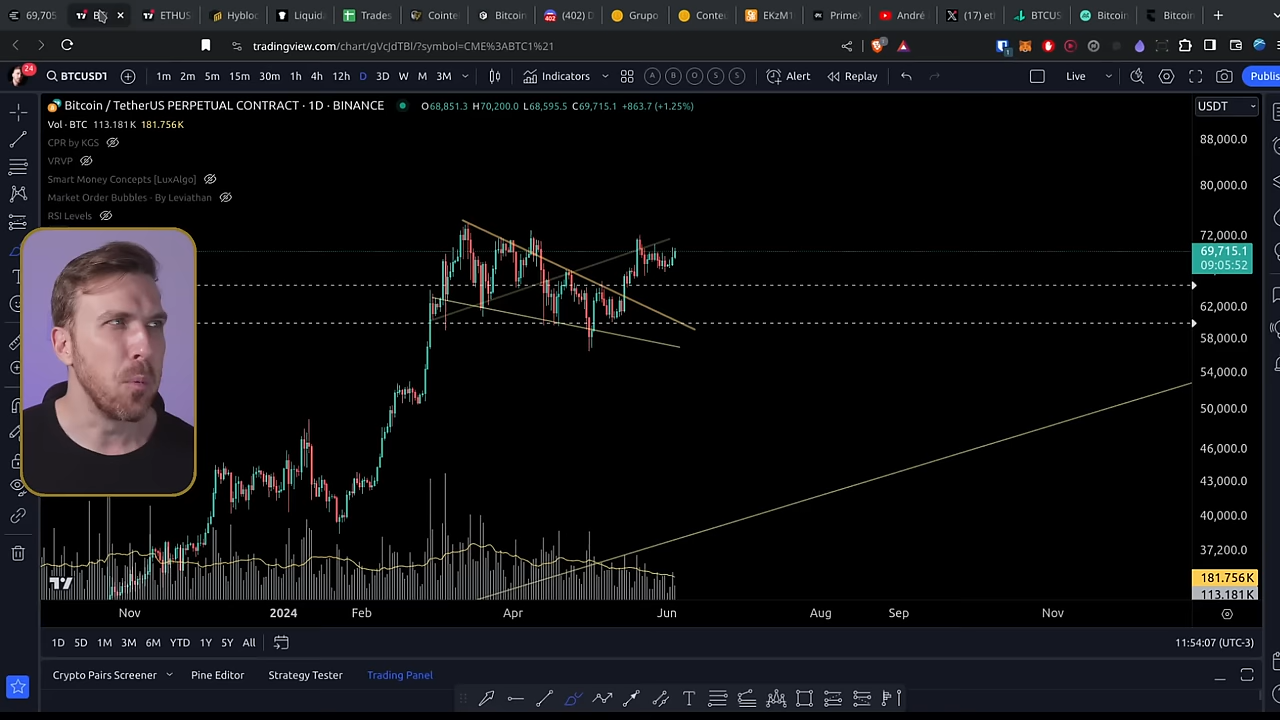 69,705
B
ETHUS
Hybloc
Liquida
Trades
Cointe
Bitcoin
(402) D
Grupo
Conte
EKzM1
PrimeX
André
(17) et
BTCUS
Bitcoin
Bitcoin
tradingview.com/chart/gVcJdTBI/?symbol=CME%3ABTC1%21
24
BTCUSD1
1m 2m 5m 15m 30m 1h 4h 12h D 3D W M 3M
Indicators
A B O S S
Alert
Replay
Live
Publis
Bitcoin / TetherUS PERPETUAL CONTRACT · 1D · BINANCE
O68,851.3 H70,200.0 L68,595.5 C69,715.1 +863.7 (+1.25%)
USDT
Vol · BTC 113.181K 181.756K
CPR by KGS
VRVP
Smart Money Concepts [LuxAlgo]
Market Order Bubbles - By Leviathan
RSI Levels
88,000.0
80,000.0
72,000.0
69,715.1
09:05:52
62,000.0
58,000.0
54,000.0
50,000.0
46,000.0
43,000.0
40,000.0
37,200.0
181.756K
113.181K
Nov 2024 Feb Apr Jun Aug Sep Nov
1D 5D 1M 3M 6M YTD 1Y 5Y All
11:54:07 (UTC-3)
Crypto Pairs Screener
Pine Editor
Strategy Tester
Trading Panel